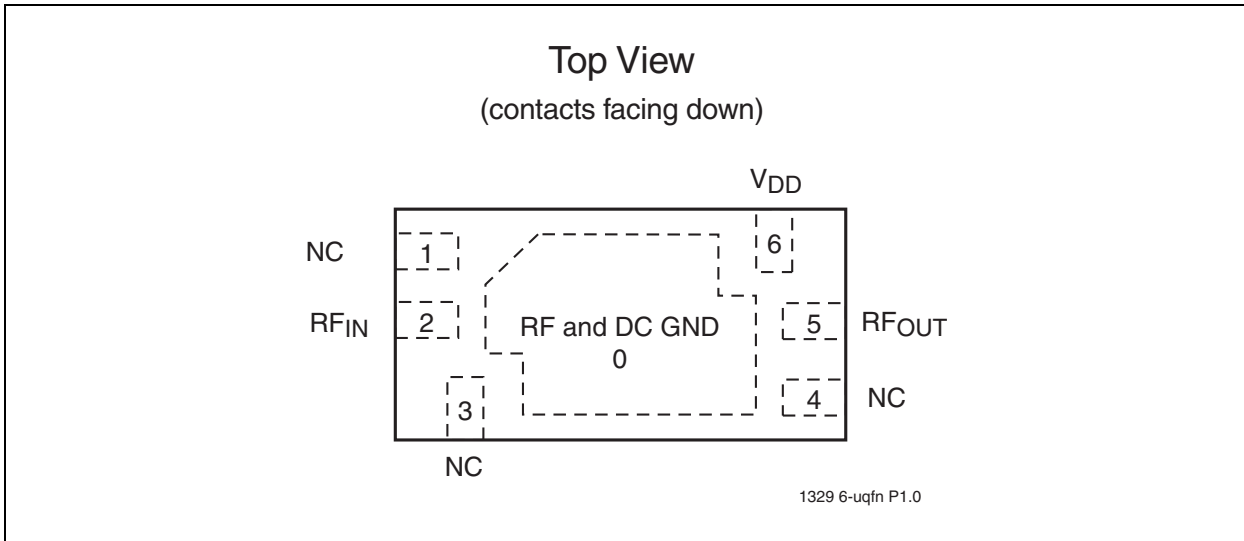 Top View
(contacts facing down)
VDD
NC
1
6
RFIN
2
RF and DC GND
0
5
RFOUT
3
4
NC
NC
1329 6-uqfn P1.0